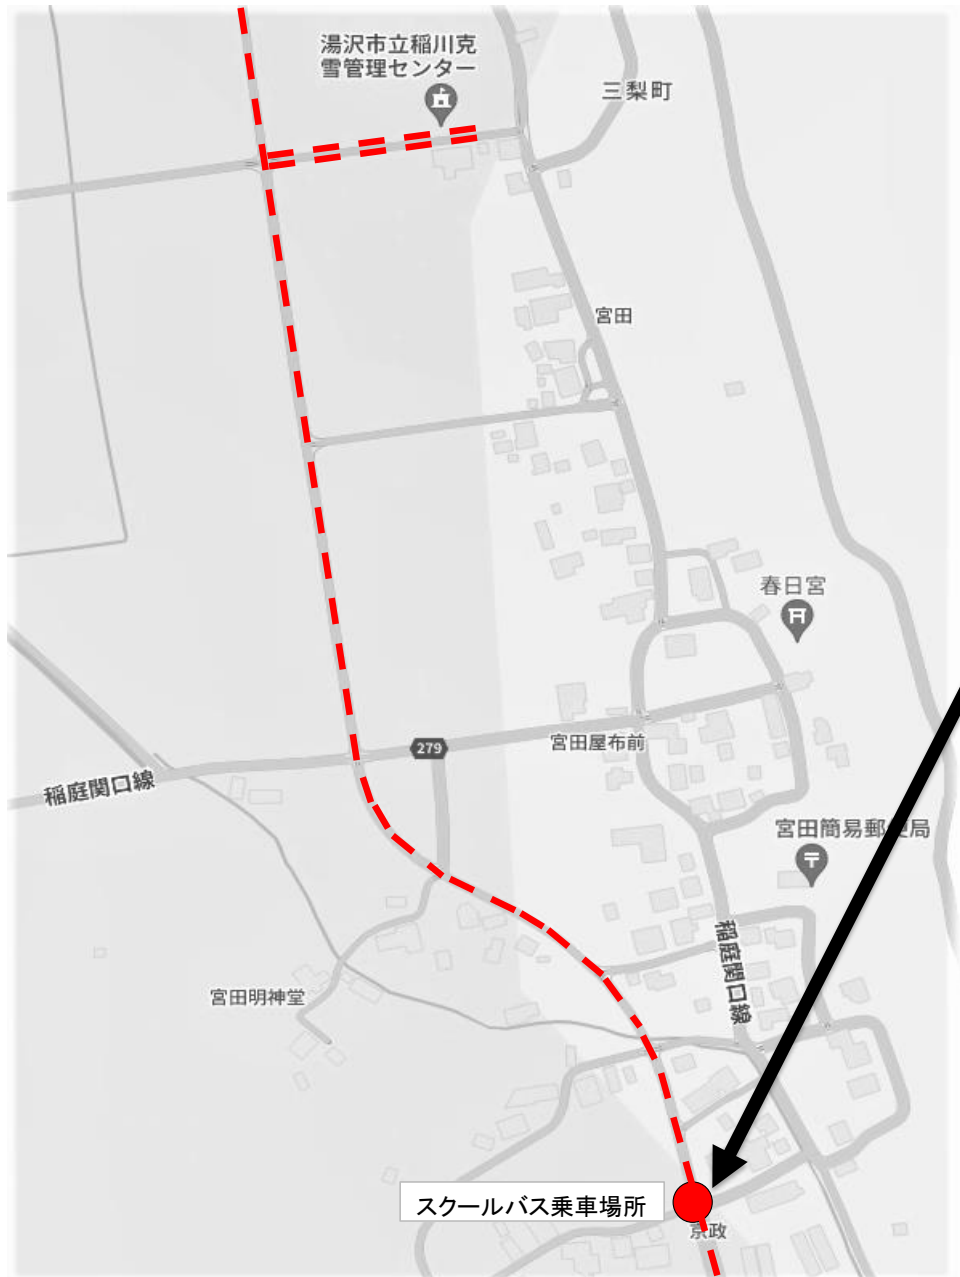 湯沢市立稲川克
雪管理センター
三梨町
宮田
春日宮
279
宮田屋布前
稲庭関口線
宮田簡易郵便局
稲庭関口線
宮田明神堂
スクールバス乗車場所
京政